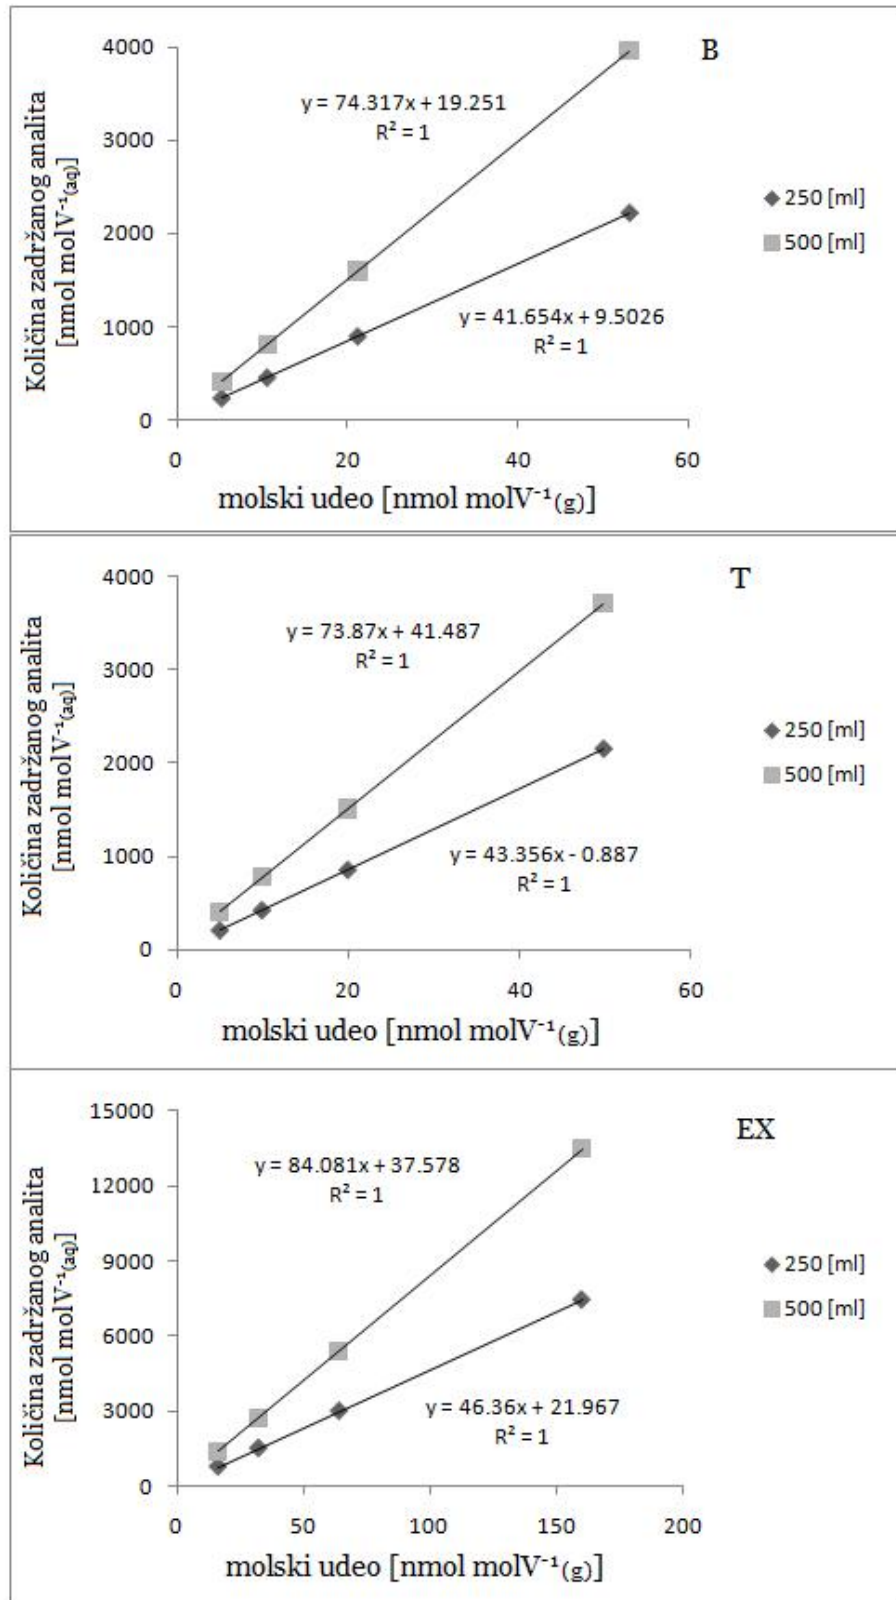 B
Količina zadržanog analita
[nmol molV⁻¹(aq)]
4000
3000
2000
1000
0
y = 74.317x + 19.251
R² = 1
y = 41.654x + 9.5026
R² = 1
250 [ml]
500 [ml]
0 20 40 60
molski udeo [nmol molV⁻¹(g)]
T
Količina zadržanog analita
[nmol molV⁻¹(aq)]
4000
3000
2000
1000
0
y = 73.87x + 41.487
R² = 1
y = 43.356x - 0.887
R² = 1
250 [ml]
500 [ml]
0 20 40 60
molski udeo [nmol molV⁻¹(g)]
EX
Količina zadržanog analita
[nmol molV⁻¹(aq)]
15000
12000
9000
6000
3000
0
y = 84.081x + 37.578
R² = 1
y = 46.36x + 21.967
R² = 1
250 [ml]
500 [ml]
0 50 100 150 200
molski udeo [nmol molV⁻¹(g)]